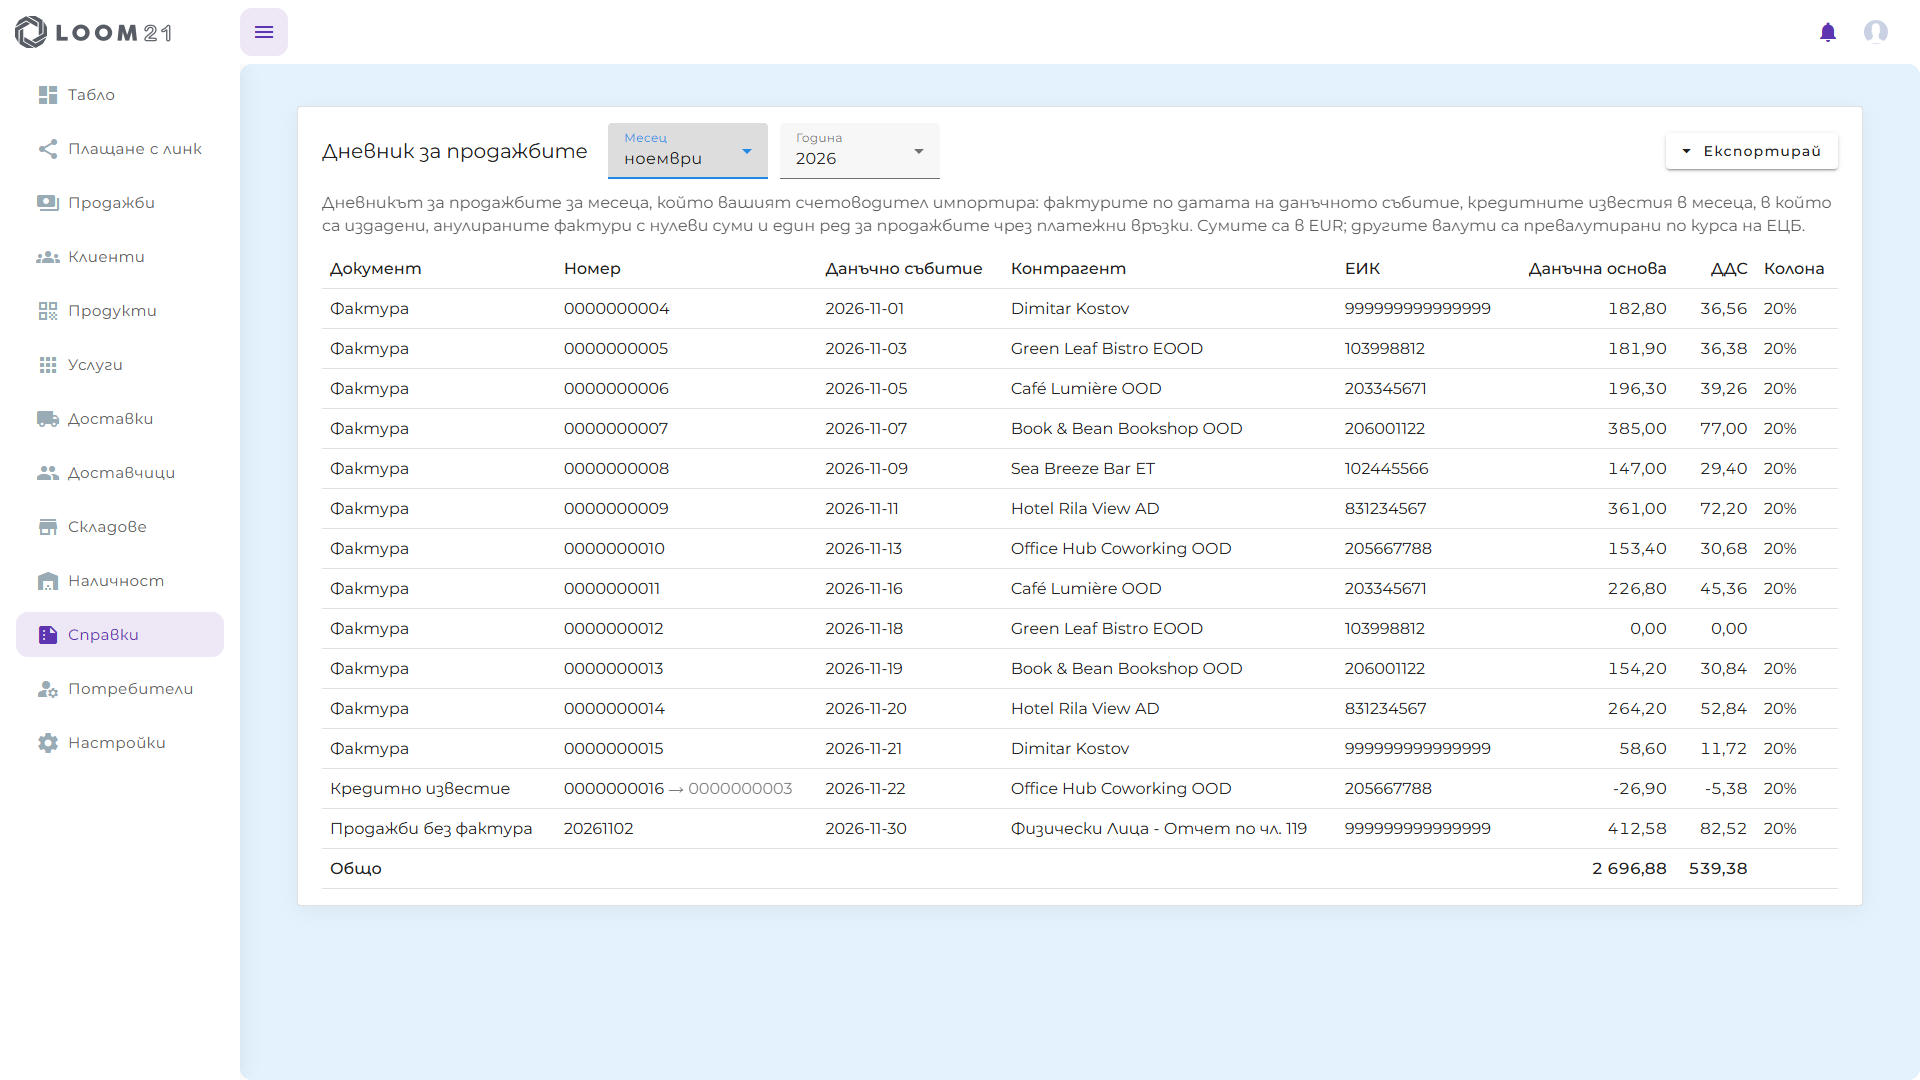 LOOM 21
Табло
Плащане с линк
Продажби
Клиенти
Продукти
Услуги
Доставки
Доставчици
Складове
Наличност
Справки
Потребители
Настройки
Дневник за продажбите
Месец
ноември
Година
2026
Експортирай
Дневникът за продажбите за месеца, който вашият счетоводител импортира: фактурите по датата на данъчното събитие, кредитните известия в месеца, в който
са издадени, анулираните фактури с нулеви суми и един ред за продажбите чрез платежни връзки. Сумите са в EUR; другите валути са превалутирани по курса на ЕЦБ.
Документ Номер Данъчно събитие Контрагент ЕИК Данъчна основа ДДС Колона
Фактура 0000000004 2026-11-01 Dimitar Kostov 999999999999999 182,80 36,56 20%
Фактура 0000000005 2026-11-03 Green Leaf Bistro EOOD 103998812 181,90 36,38 20%
Фактура 0000000006 2026-11-05 Café Lumière OOD 203345671 196,30 39,26 20%
Фактура 0000000007 2026-11-07 Book & Bean Bookshop OOD 206001122 385,00 77,00 20%
Фактура 0000000008 2026-11-09 Sea Breeze Bar ET 102445566 147,00 29,40 20%
Фактура 0000000009 2026-11-11 Hotel Rila View AD 831234567 361,00 72,20 20%
Фактура 0000000010 2026-11-13 Office Hub Coworking OOD 205667788 153,40 30,68 20%
Фактура 0000000011 2026-11-16 Café Lumière OOD 203345671 226,80 45,36 20%
Фактура 0000000012 2026-11-18 Green Leaf Bistro EOOD 103998812 0,00 0,00
Фактура 0000000013 2026-11-19 Book & Bean Bookshop OOD 206001122 154,20 30,84 20%
Фактура 0000000014 2026-11-20 Hotel Rila View AD 831234567 264,20 52,84 20%
Фактура 0000000015 2026-11-21 Dimitar Kostov 999999999999999 58,60 11,72 20%
Кредитно известие 0000000016 → 0000000003 2026-11-22 Office Hub Coworking OOD 205667788 -26,90 -5,38 20%
Продажби без фактура 20261102 2026-11-30 Физически Лица - Отчет по чл. 119 999999999999999 412,58 82,52 20%
Общо 2 696,88 539,38